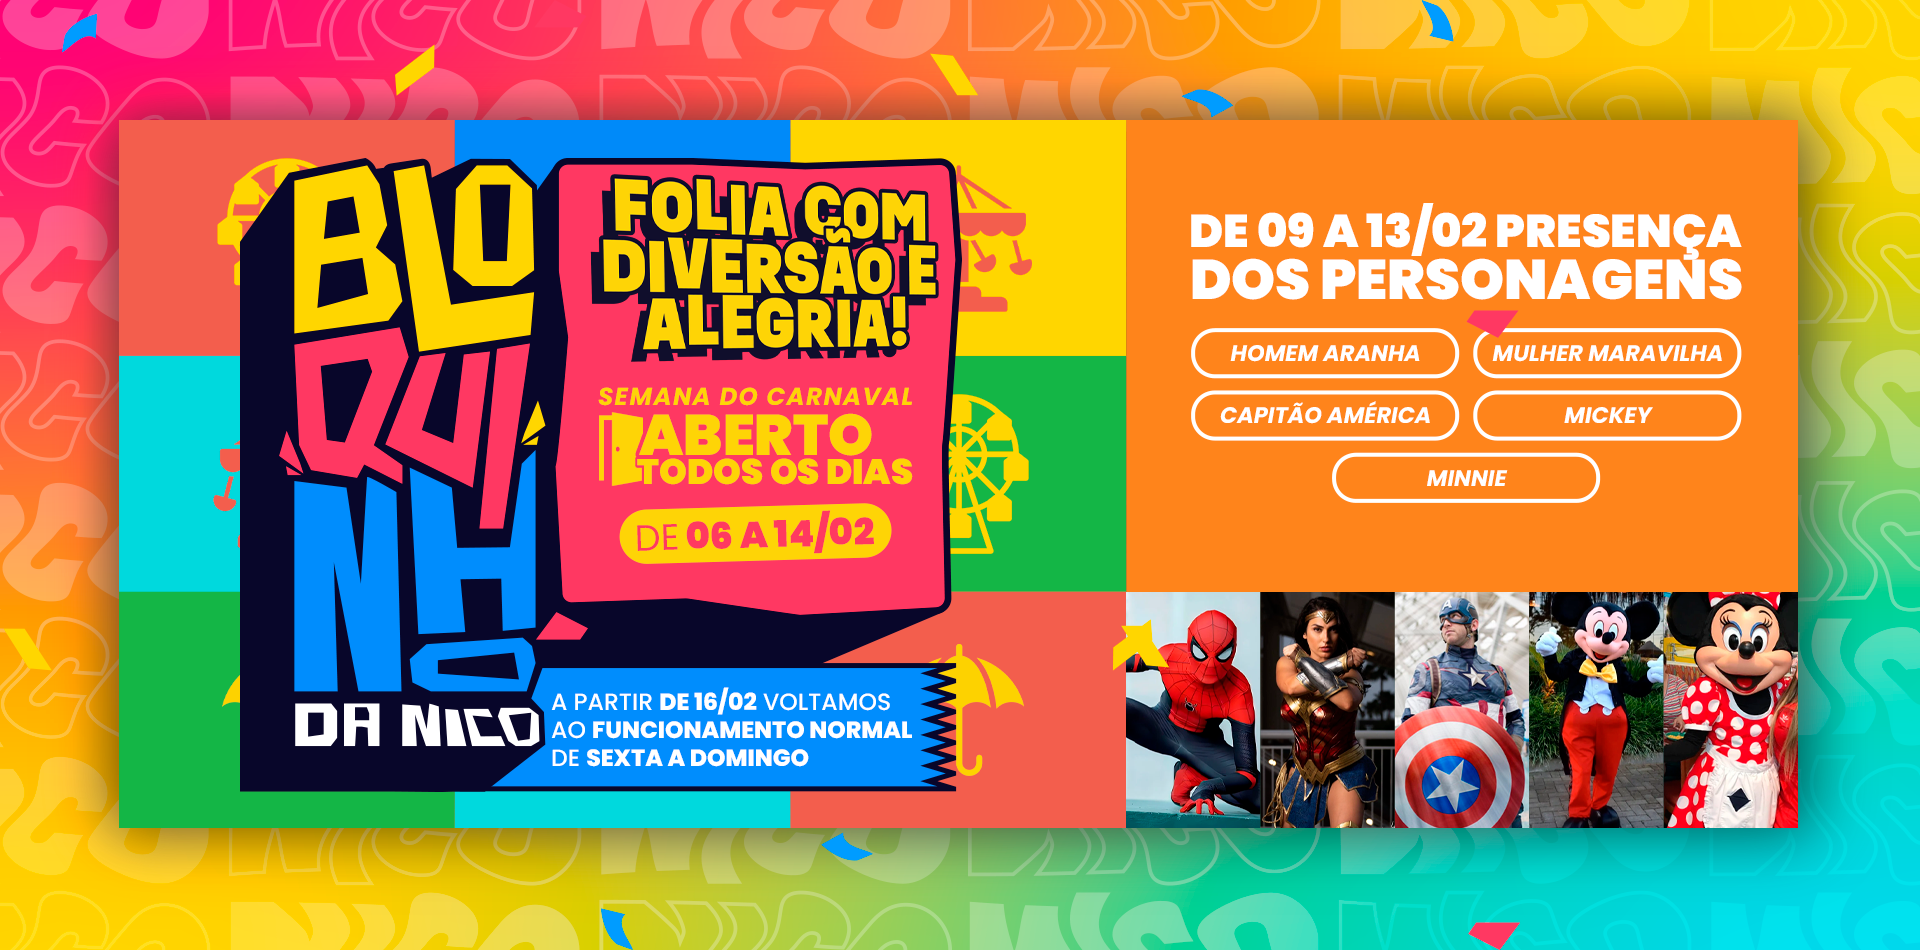 BLO
QUI
NHO
DA NICO
FOLIA COM
DIVERSÃO E
ALEGRIA!
SEMANA DO CARNAVAL
ABERTO
TODOS OS DIAS
DE 06 A 14/02
A PARTIR DE 16/02 VOLTAMOS
AO FUNCIONAMENTO NORMAL
DE SEXTA A DOMINGO
DE 09 A 13/02 PRESENÇA
DOS PERSONAGENS
HOMEM ARANHA
MULHER MARAVILHA
CAPITÃO AMÉRICA
MICKEY
MINNIE